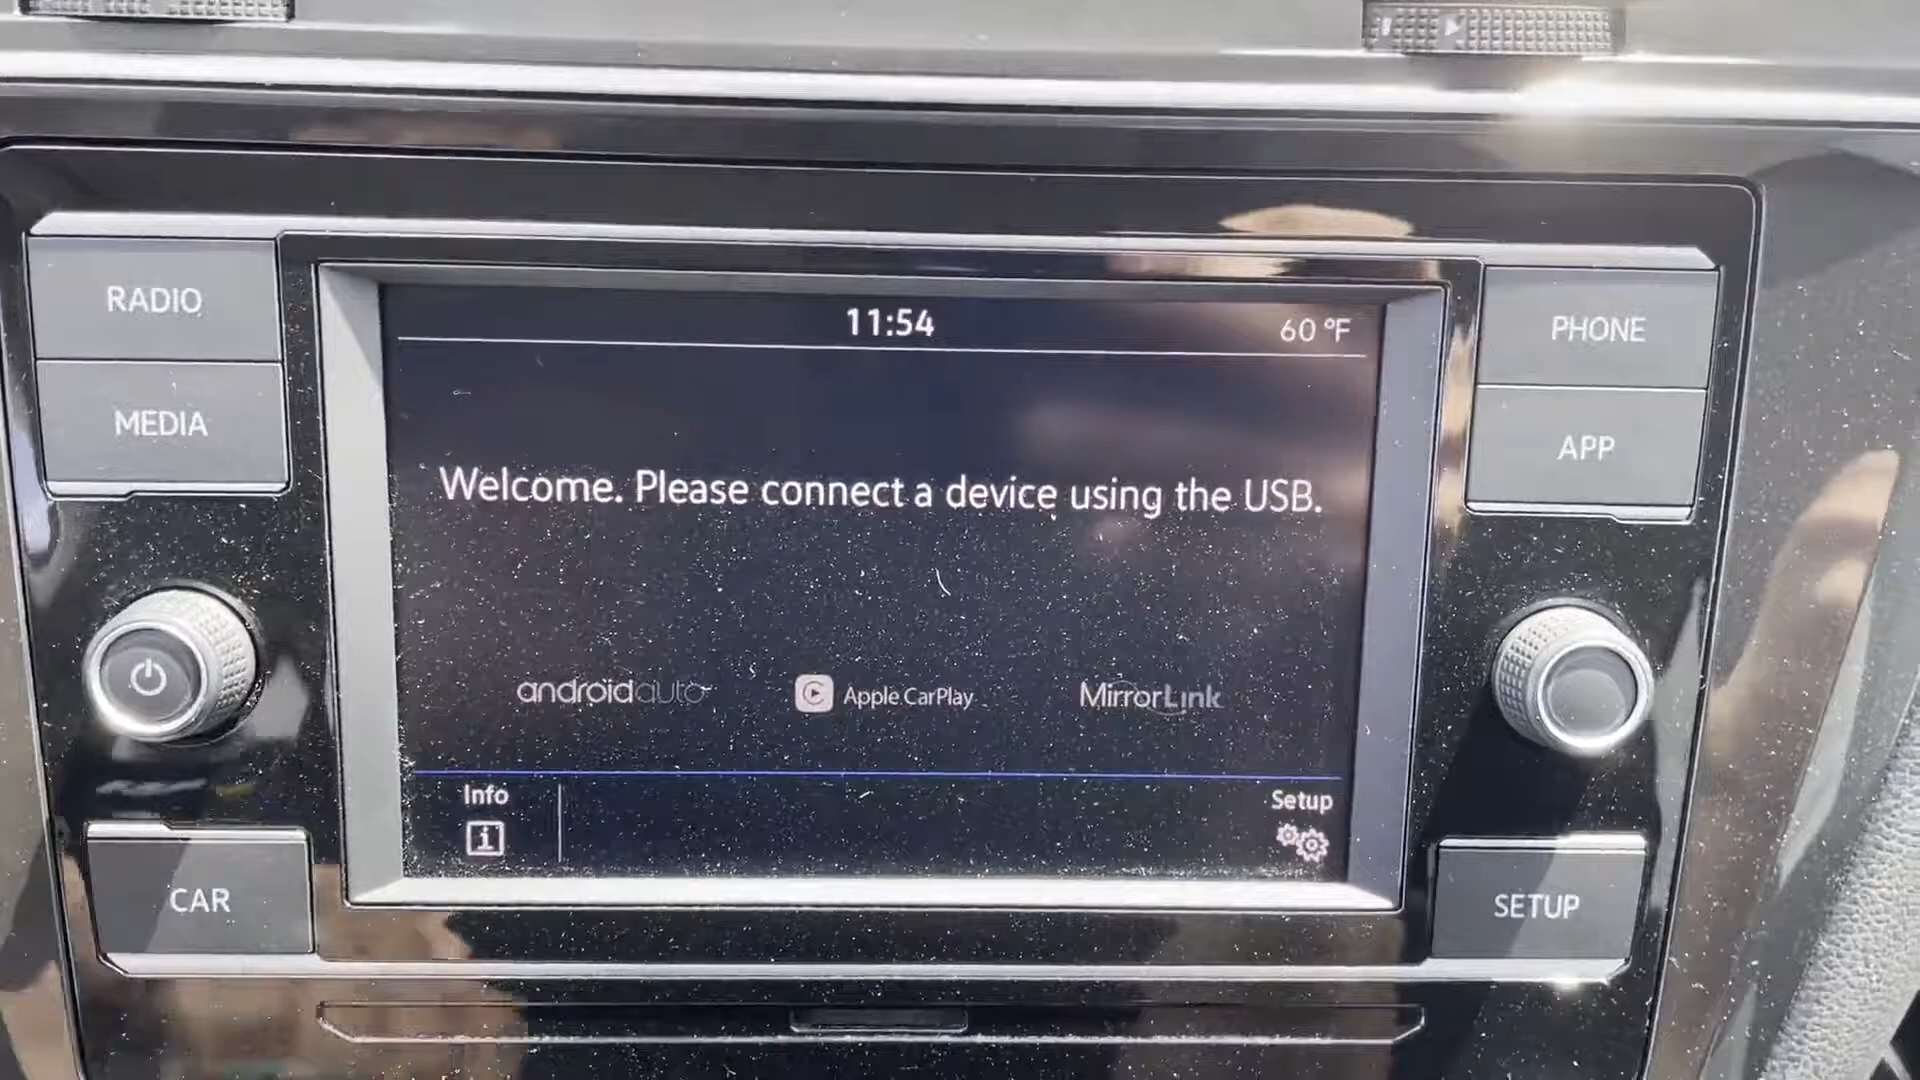 RADIO
MEDIA
11:54
60 °F
PHONE
APP
Welcome. Please connect a device using the USB.
androidauto
Apple CarPlay
MirrorLink
Info
Setup
CAR
SETUP